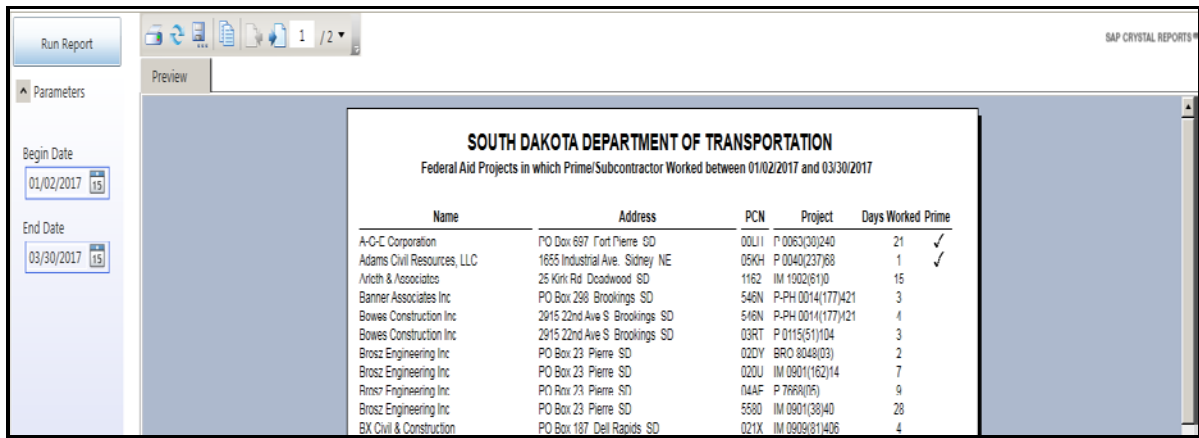 Run Report
1 /2
SAP CRYSTAL REPORTS
Parameters
Preview
Begin Date
01/02/2017 15
End Date
03/30/2017 15
SOUTH DAKOTA DEPARTMENT OF TRANSPORTATION
Federal Aid Projects in which Prime/Subcontractor Worked between 01/02/2017 and 03/30/2017
Name Address PCN Project Days Worked Prime
A-G-E Corporation PO Box 697 Fort Pierre SD P 0063(30)240 21 ✓
Adams Civil Resources, LLC 1655 Industrial Ave. Sidney NE 05KH P 0040(237)68 1 ✓
& Associates 25 Kirk Rd Deadwood SD 1162 IM 1902(61)0 15
Banner Associates Inc PO Box 298 Brookings SD 546N P-PH 0014(177)421 3
Bowes Construction Inc 2915 22nd Ave S Brookings SD 546N P-PH 0014(177)421 4
Bowes Construction Inc 2915 22nd Ave S Brookings SD 03RT P 0115(51)104 3
Brosz Engineering Inc PO Box 23 Pierre SD 02DY BRO 8048(03) 2
Brosz Engineering Inc PO Box 23 Pierre SD 020U IM 0901(162)14 7
Brosz Engineering Inc PO Box 23 Pierre SD 04AF P 7668(05) 9
Brosz Engineering Inc PO Box 23 Pierre SD 5580 IM 0901(38)40 28
BX Civil & Construction PO Box 187 Dell Rapids SD 021X IM 0909(81)406 4